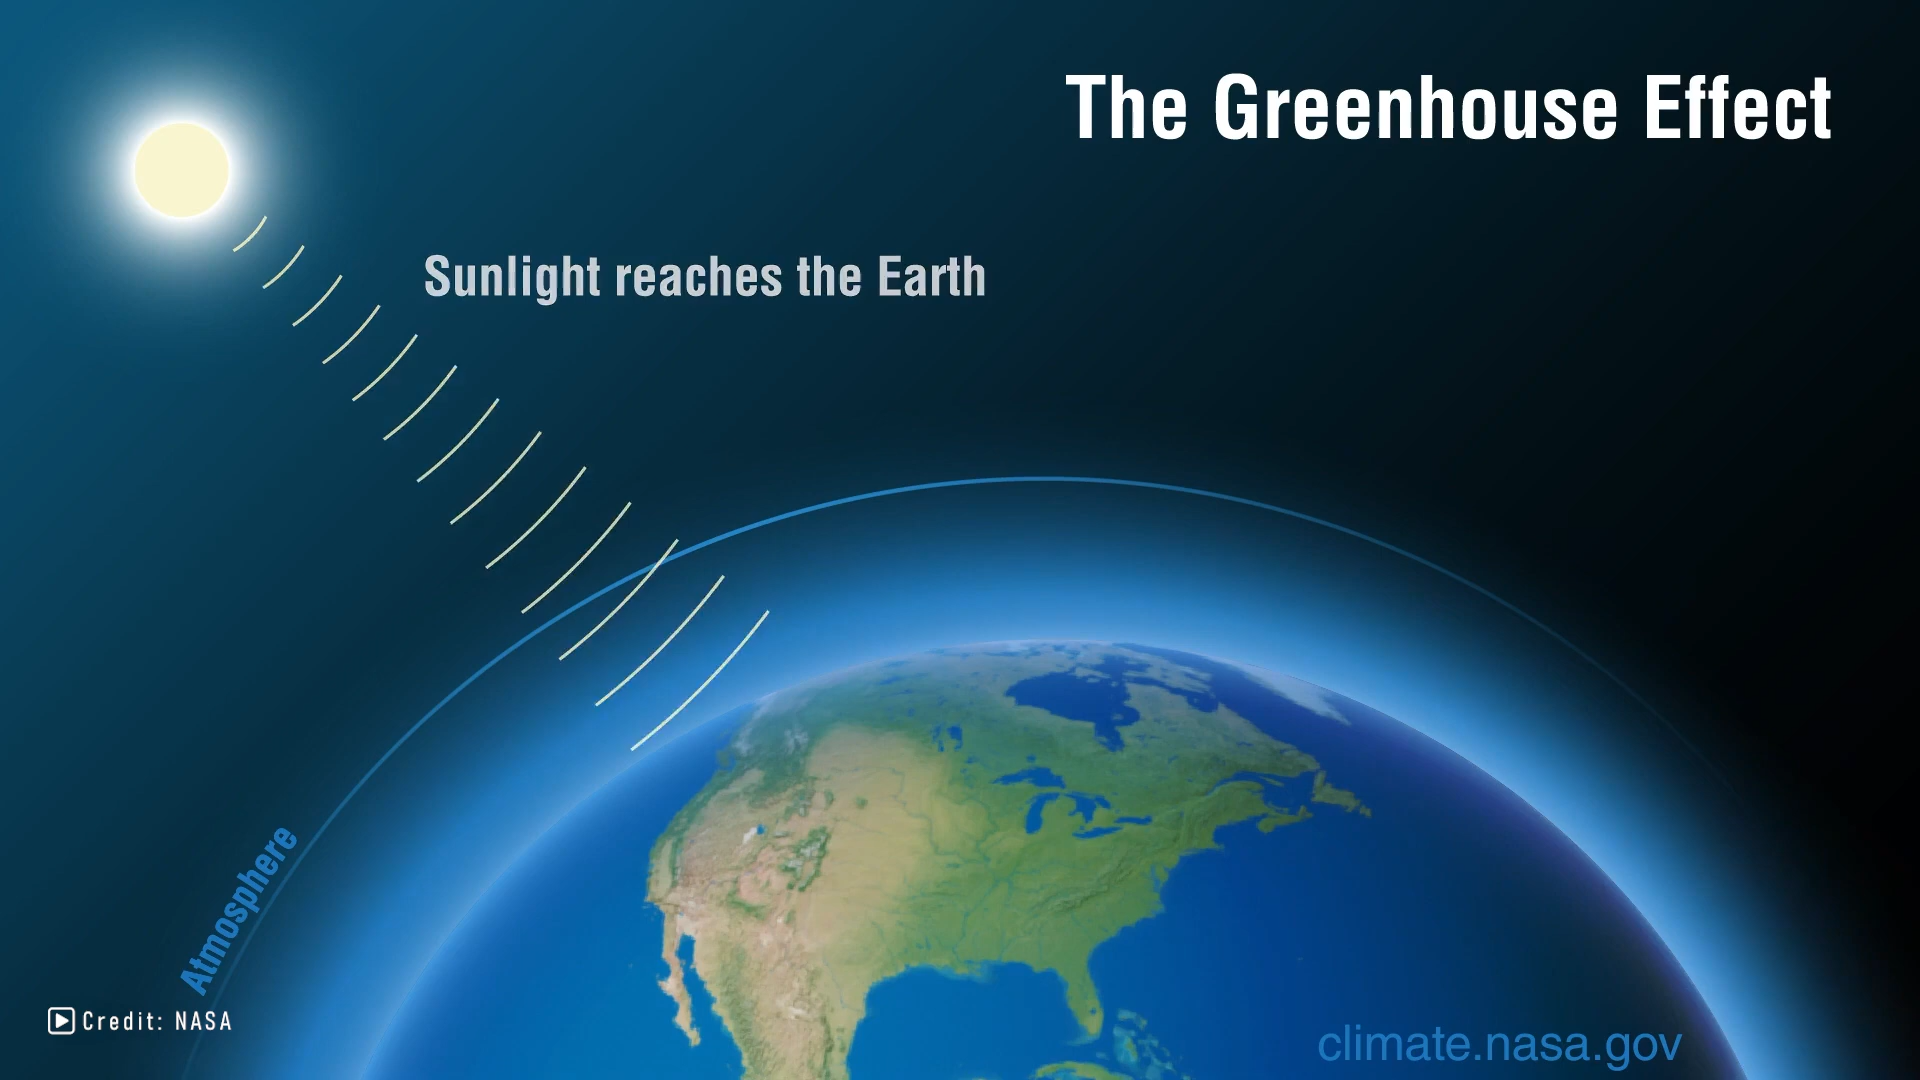 The Greenhouse Effect
Sunlight reaches the Earth
Atmosphere
Credit: NASA
climate.nasa.gov